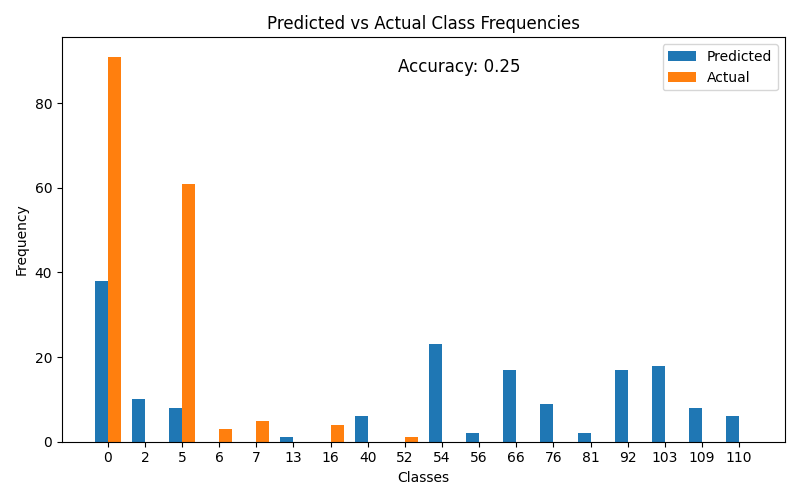 Predicted vs Actual Class Frequencies
Accuracy: 0.25
Predicted
Actual
Frequency
80
60
40
20
0
0 2 5 6 7 13 16 40 52 54 56 66 76 81 92 103 109 110
Classes